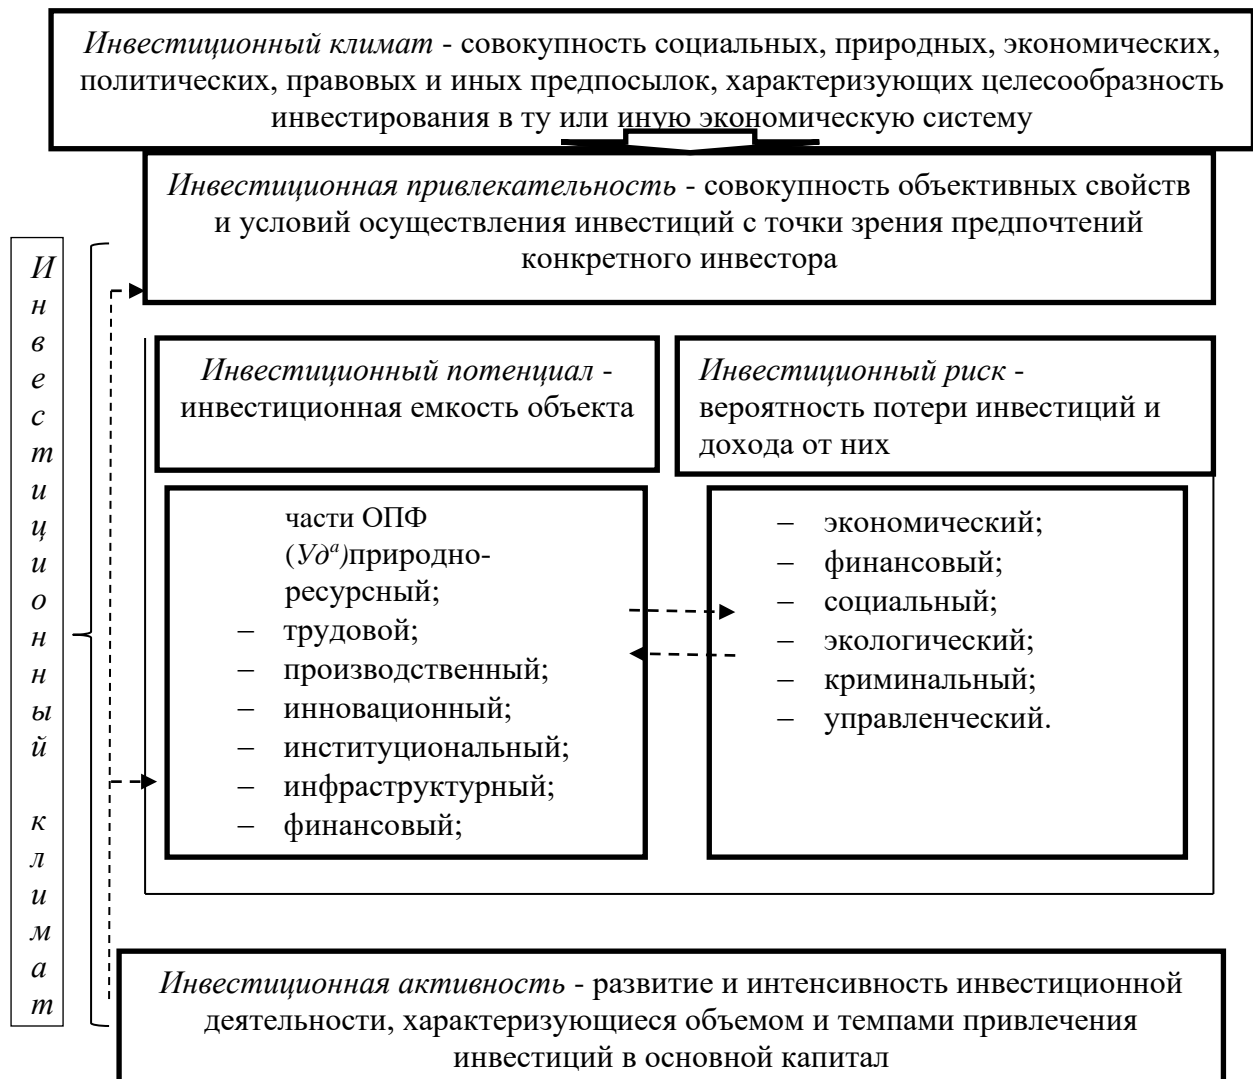 Инвестиционный климат - совокупность социальных, природных, экономических,
политических, правовых и иных предпосылок, характеризующих целесообразность
инвестирования в ту или иную экономическую систему
Инвестиционная привлекательность - совокупность объективных свойств
и условий осуществления инвестиций с точки зрения предпочтений
конкретного инвестора
Инвестиционный климат
Инвестиционный потенциал -
инвестиционная емкость объекта
Инвестиционный риск -
вероятность потери инвестиций и
дохода от них
части ОПФ
(Удᵃ)природно-
ресурсный;
– трудовой;
– производственный;
– инновационный;
– институциональный;
– инфраструктурный;
– финансовый;
– экономический;
– финансовый;
– социальный;
– экологический;
– криминальный;
– управленческий.
Инвестиционная активность - развитие и интенсивность инвестиционной
деятельности, характеризующиеся объемом и темпами привлечения
инвестиций в основной капитал